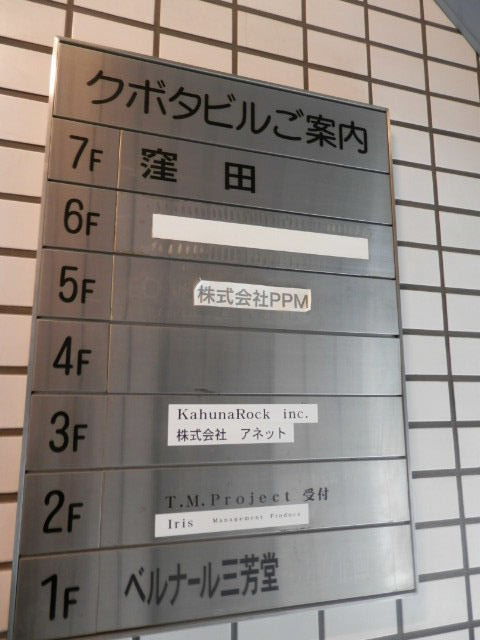 クボタビルご案内
7F 窪田
6F
5F 株式会社PPM
4F
3F KahunaRock inc.
株式会社 アネット
2F T.M.Project 受付
Iris Management Produce
1F ベルナール三芳堂